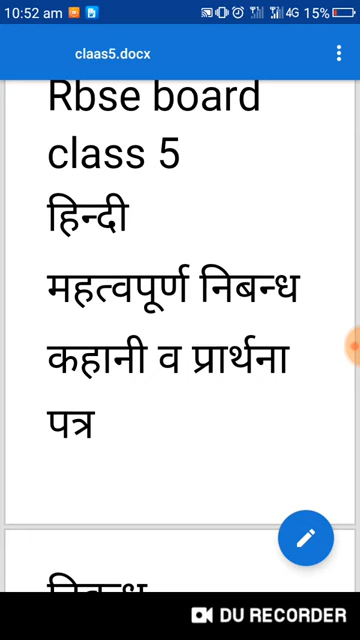 10:52 am 4G 15%
claas5.docx
Rbse board
class 5
हिन्दी
महत्वपूर्ण निबन्ध
कहानी व प्रार्थना
पत्र
निबन्ध
DU RECORDER